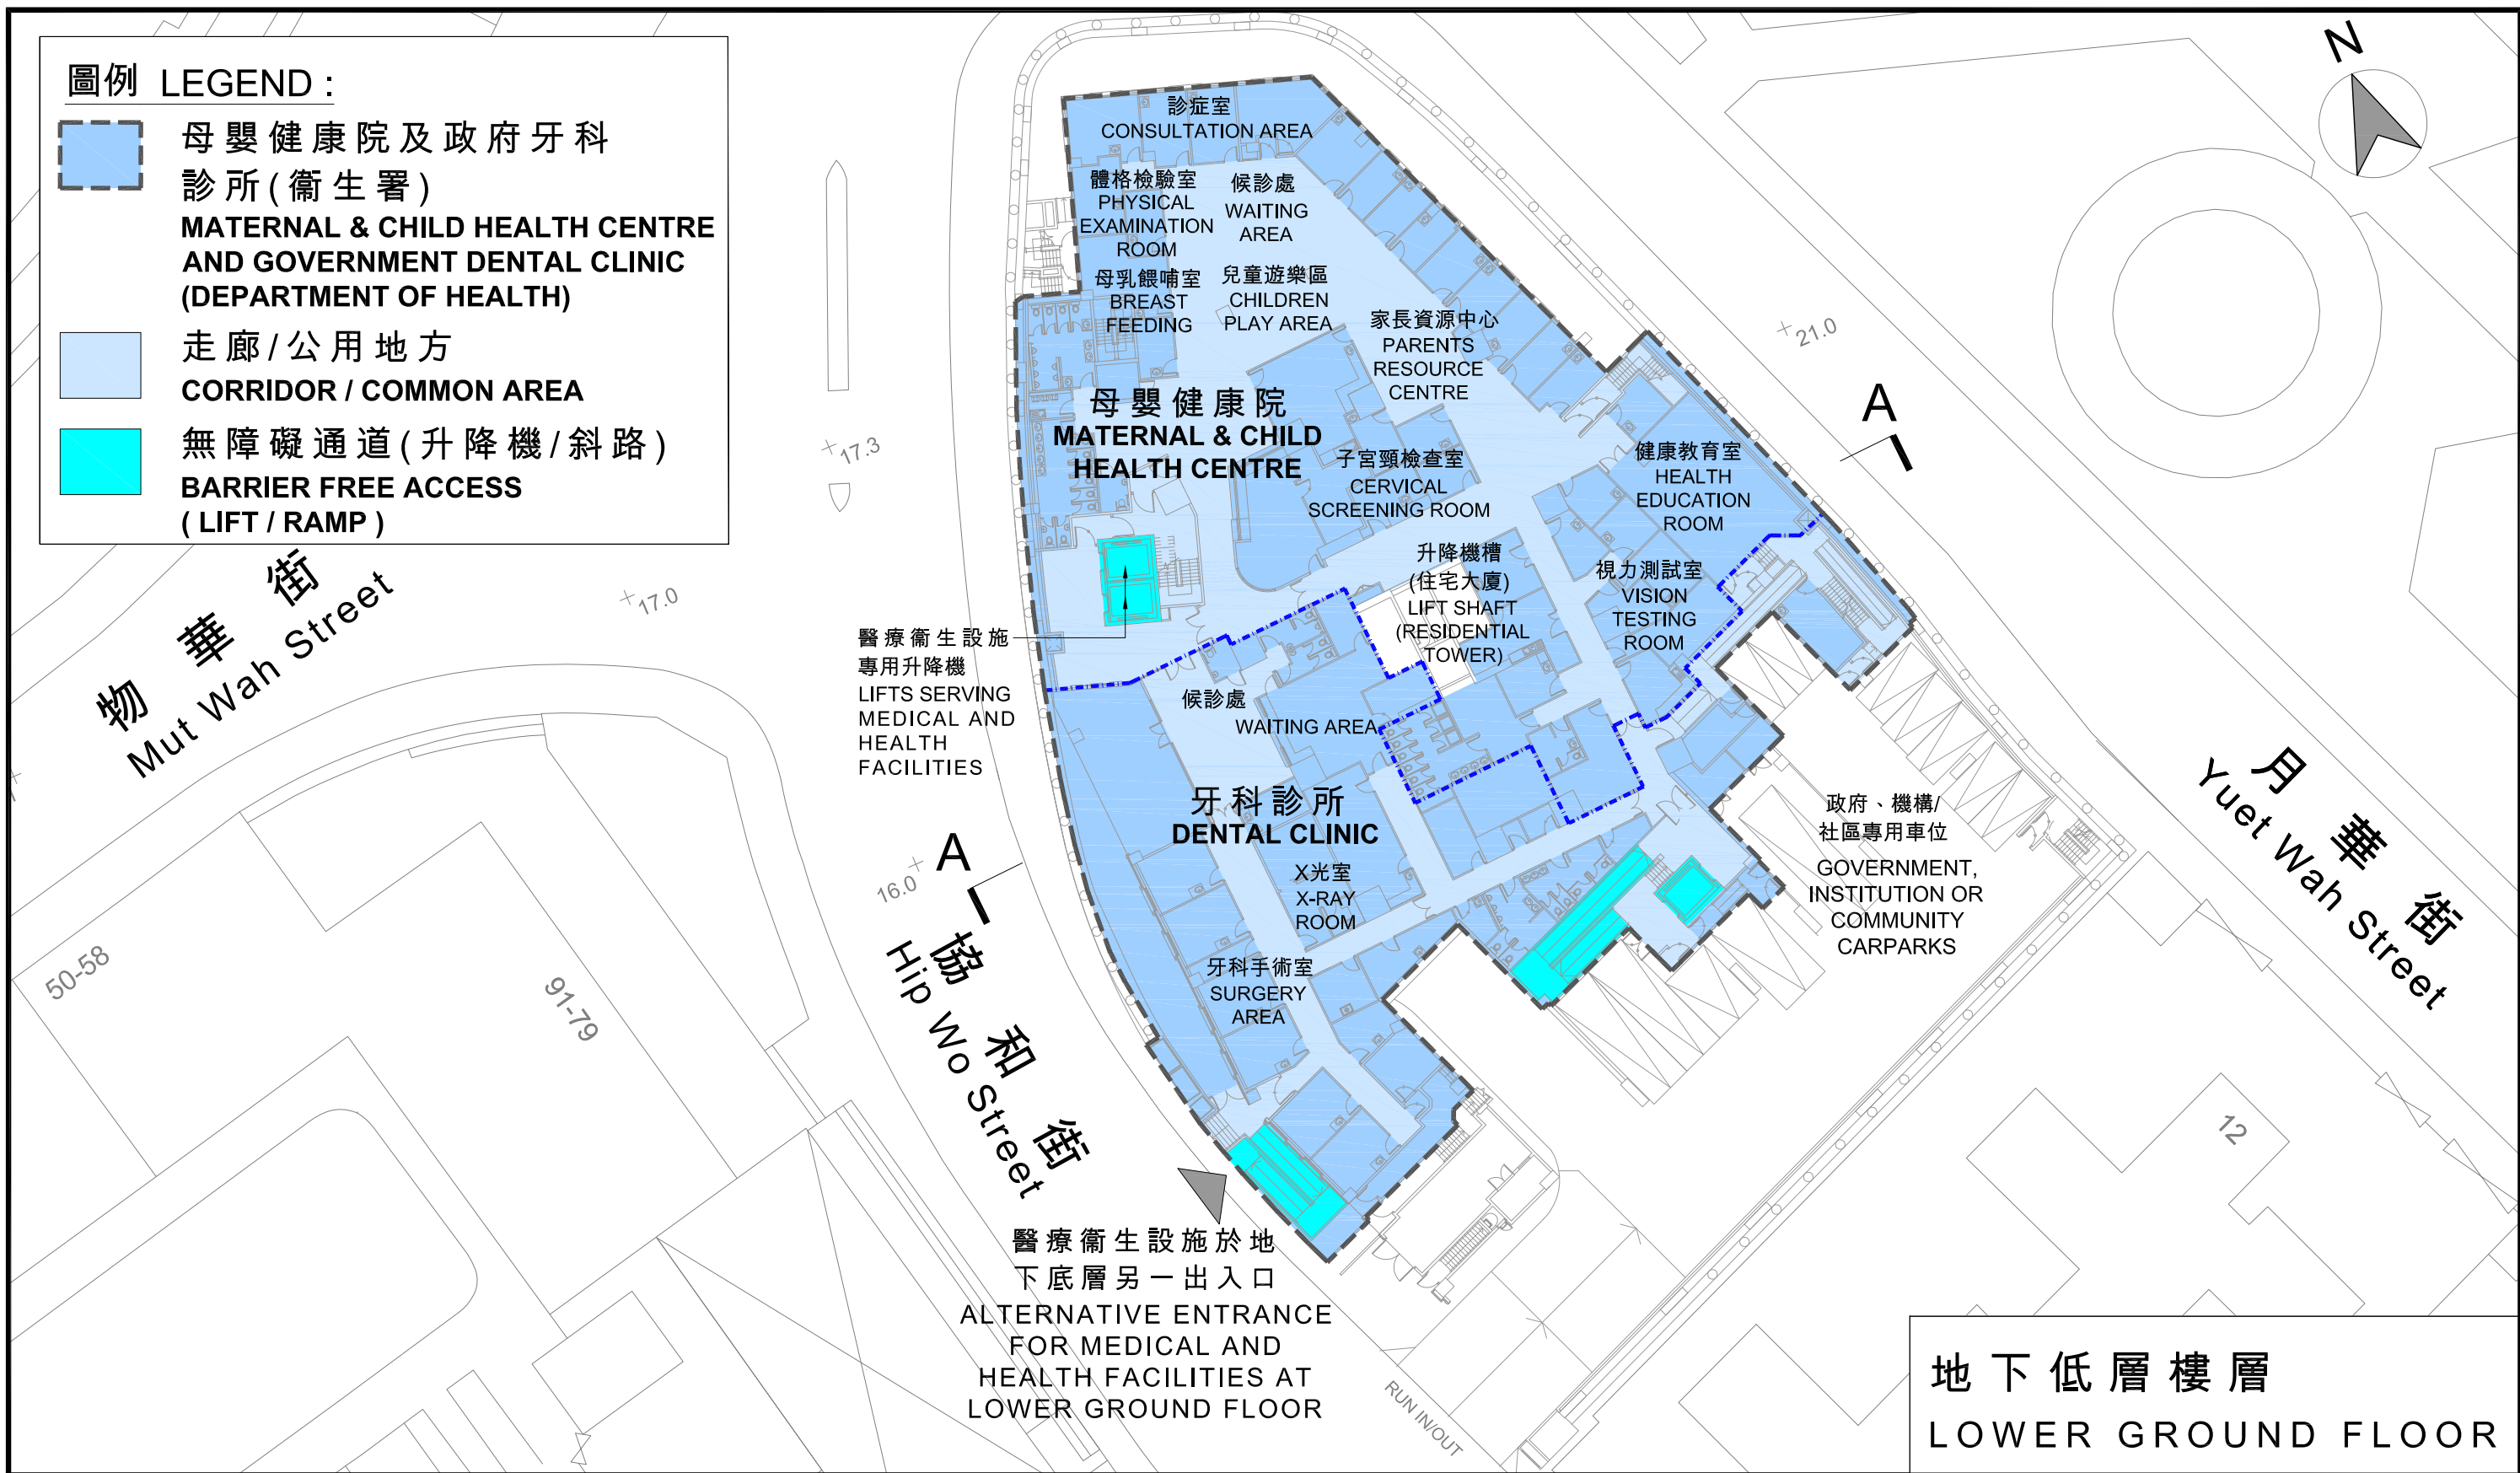 圖例 LEGEND :
母嬰健康院及政府牙科
診所(衞生署)
MATERNAL & CHILD HEALTH CENTRE
AND GOVERNMENT DENTAL CLINIC
(DEPARTMENT OF HEALTH)
走廊/公用地方
CORRIDOR / COMMON AREA
無障礙通道(升降機/斜路)
BARRIER FREE ACCESS
( LIFT / RAMP )
N
診症室
CONSULTATION AREA
體格檢驗室
PHYSICAL
EXAMINATION
ROOM
候診處
WAITING
AREA
母乳餵哺室
BREAST
FEEDING
兒童遊樂區
CHILDREN
PLAY AREA
家長資源中心
PARENTS
RESOURCE
CENTRE
21.0
A
17.3
母嬰健康院
MATERNAL & CHILD
HEALTH CENTRE
子宮頸檢查室
CERVICAL
SCREENING ROOM
健康教育室
HEALTH
EDUCATION
ROOM
升降機槽
(住宅大廈)
LIFT SHAFT
(RESIDENTIAL
TOWER)
視力測試室
VISION
TESTING
ROOM
17.0
物華街
Mut Wah Street
醫療衞生設施
專用升降機
LIFTS SERVING
MEDICAL AND
HEALTH
FACILITIES
候診處
WAITING AREA
牙科診所
DENTAL CLINIC
X光室
X-RAY
ROOM
政府、機構/
社區專用車位
GOVERNMENT,
INSTITUTION OR
COMMUNITY
CARPARKS
月華街
Yuet Wah Street
A
16.0
協和街
Hip Wo Street
50-58
91-79
牙科手術室
SURGERY
AREA
12
醫療衞生設施於地
下底層另一出入口
ALTERNATIVE ENTRANCE
FOR MEDICAL AND
HEALTH FACILITIES AT
LOWER GROUND FLOOR
RUN IN/OUT
地下低層樓層
LOWER GROUND FLOOR